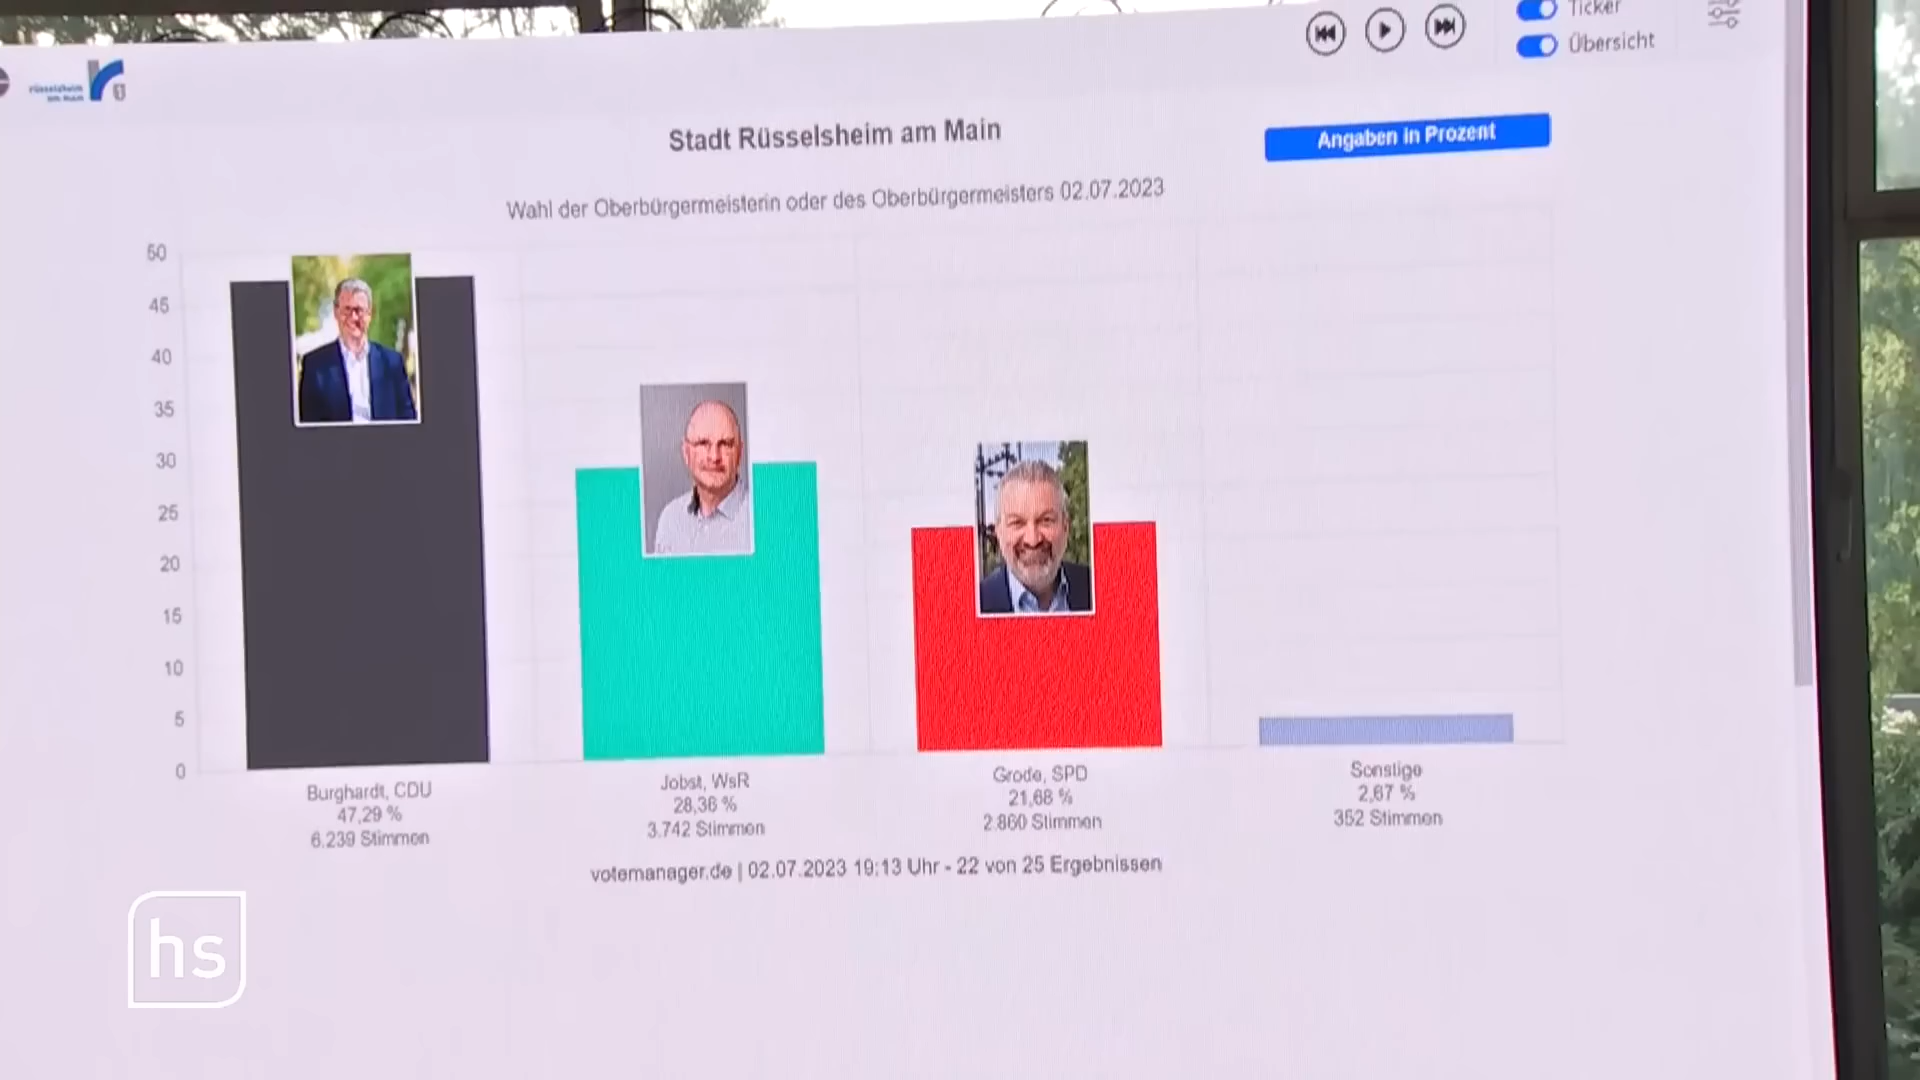 Ticker
Übersicht
rüsselsheim
am main
Stadt Rüsselsheim am Main
Angaben in Prozent
Wahl der Oberbürgermeisterin oder des Oberbürgermeisters 02.07.2023
50
45
40
35
30
25
20
15
10
5
0
Burghardt, CDU
47,29 %
6.239 Stimmen
Jobst, WsR
28,36 %
3.742 Stimmen
Grode, SPD
21,68 %
2.860 Stimmen
Sonstige
2,67 %
352 Stimmen
votemanager.de | 02.07.2023 19:13 Uhr - 22 von 25 Ergebnissen
hs